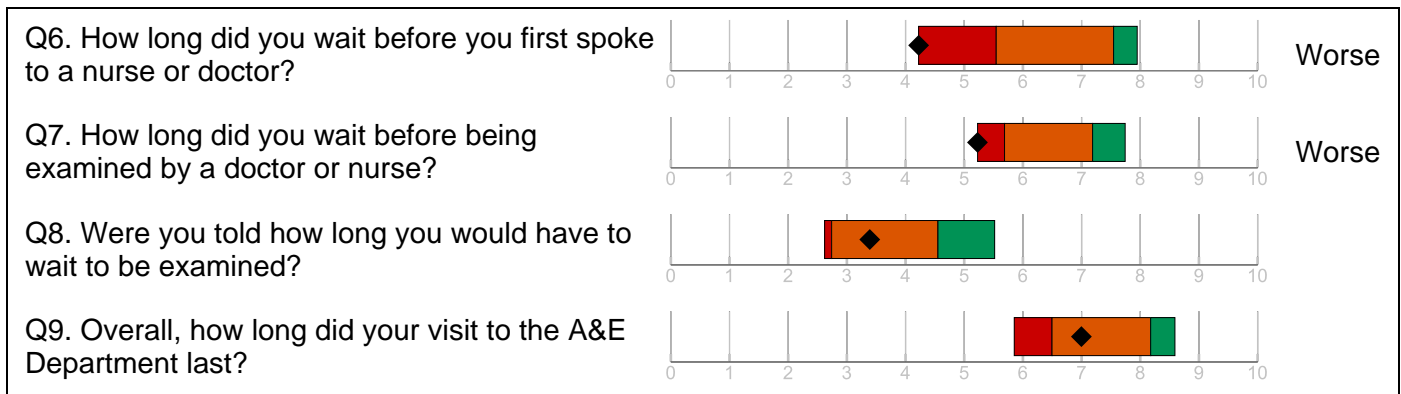 Q6. How long did you wait before you first spoke
to a nurse or doctor?
0 1 2 3 4 5 6 7 8 9 10
Worse
Q7. How long did you wait before being
examined by a doctor or nurse?
0 1 2 3 4 5 6 7 8 9 10
Worse
Q8. Were you told how long you would have to
wait to be examined?
0 1 2 3 4 5 6 7 8 9 10
Q9. Overall, how long did your visit to the A&E
Department last?
0 1 2 3 4 5 6 7 8 9 10